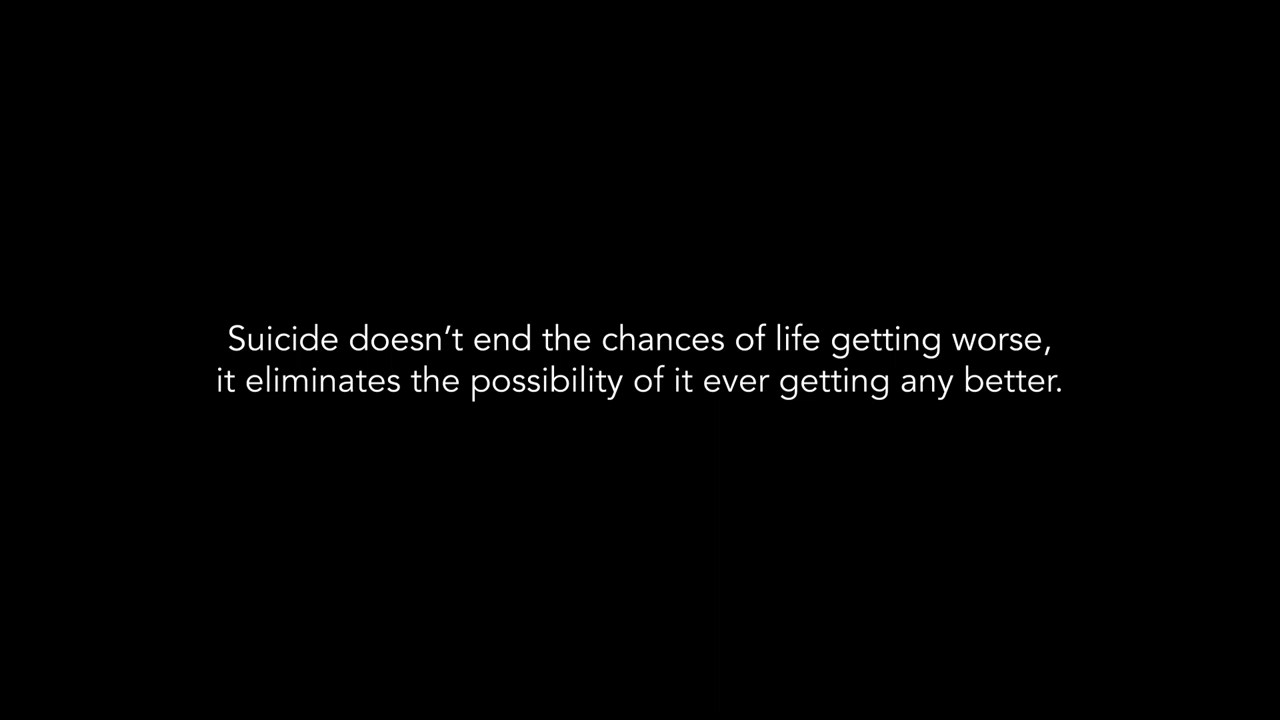 Suicide doesn’t end the chances of life getting worse,
it eliminates the possibility of it ever getting any better.